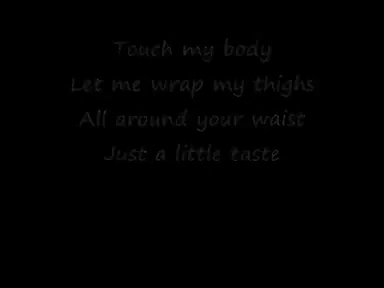 Touch my body
Let me wrap my thighs
All around your waist
Just a little taste